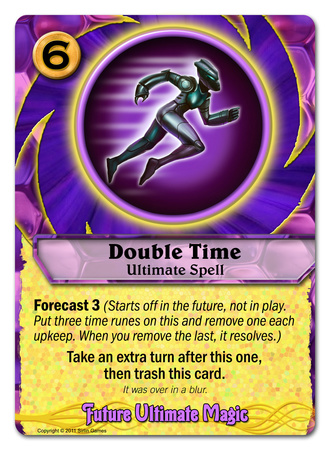 6
Double Time
Ultimate Spell
Forecast 3 (Starts off in the future, not in play.
Put three time runes on this and remove one each
upkeep. When you remove the last, it resolves.)
Take an extra turn after this one,
then trash this card.
It was over in a blur.
Future Ultimate Magic
Copyright © 2011 Sirlin Games